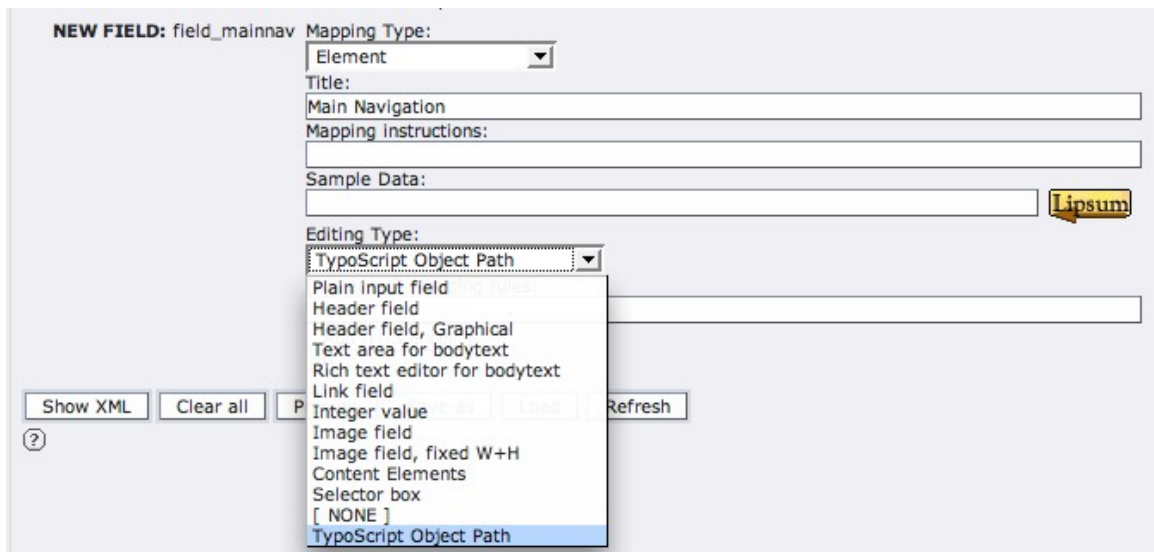 NEW FIELD: field_mainnav Mapping Type:
Element
Title:
Main Navigation
Mapping instructions:
Sample Data:
Lipsum
Editing Type:
TypoScript Object Path
Plain input field
rules:
Header field
Header field, Graphical
Text area for bodytext
Rich text editor for bodytext
Link field
Show XML Clear all P as Load Refresh
Integer value
Image field
?
Image field, fixed W+H
Content Elements
Selector box
[ NONE ]
TypoScript Object Path